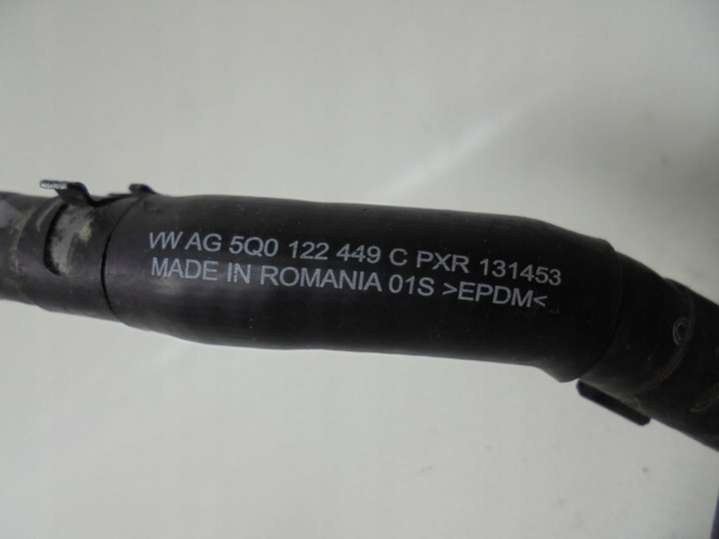 VW AG 5Q0 122 449 C PXR 131453
MADE IN ROMANIA 01S >EPDM<